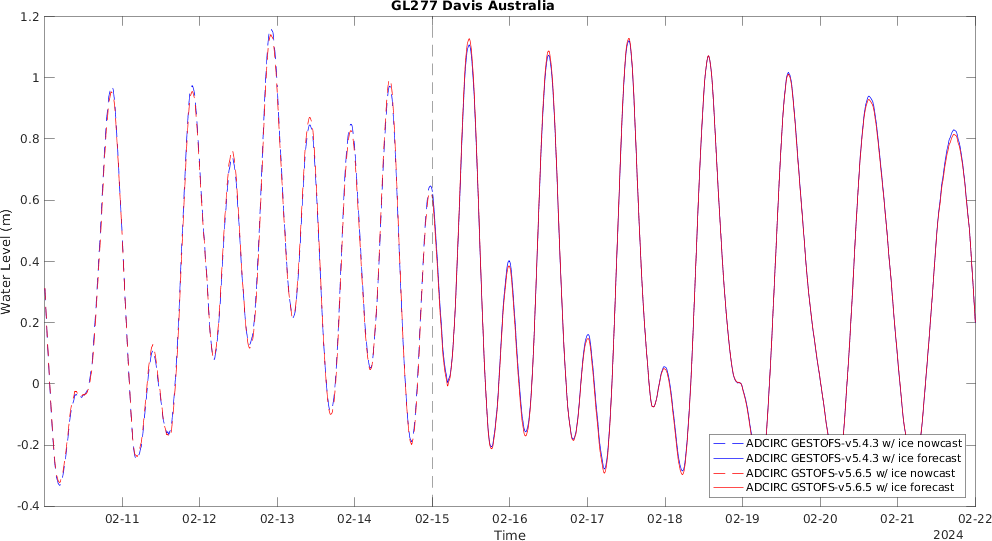 GL277 Davis Australia
1.2
1
0.8
0.6
0.4
0.2
0
-0.2
-0.4
Water Level (m)
ADCIRC GESTOFS-v5.4.3 w/ ice nowcast
ADCIRC GESTOFS-v5.4.3 w/ ice forecast
ADCIRC GSTOFS-v5.6.5 w/ ice nowcast
ADCIRC GSTOFS-v5.6.5 w/ ice forecast
02-11 02-12 02-13 02-14 02-15 02-16 02-17 02-18 02-19 02-20 02-21 02-22
Time
2024